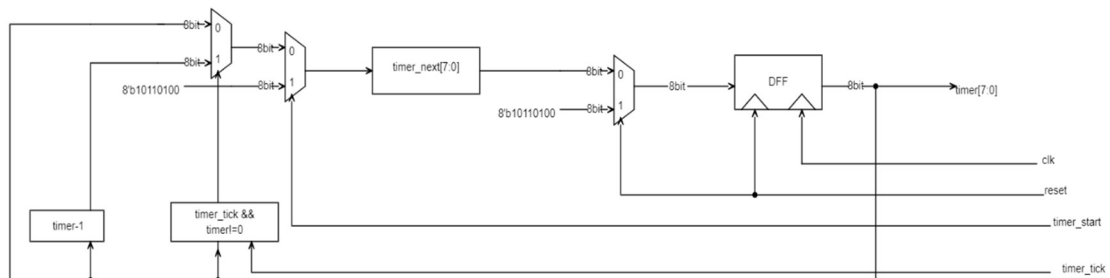 8bit
0
8bit
0
8bit
1
8bit
1
8'b10110100
timer_next[7:0]
8bit
0
8bit
1
8'b10110100
8bit
DFF
8bit
timer[7:0]
clk
reset
timer-1
timer_tick &&
timer!=0
timer_start
timer_tick